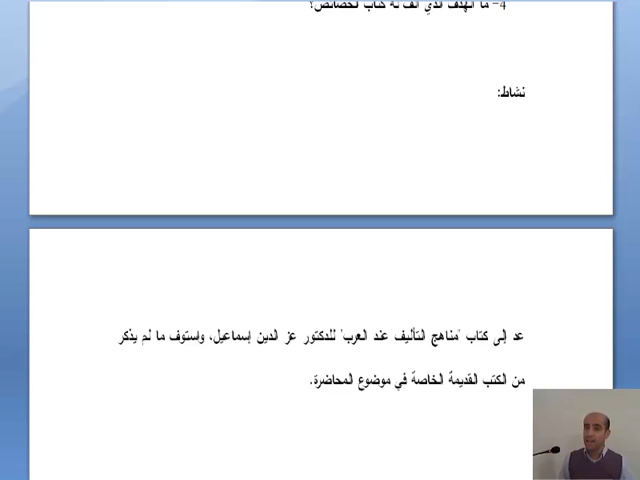 4- ما الهدف الذي ألف له كتاب الخصائص؟
نشاط:
عد إلى كتاب "مناهج التأليف عند العرب" للدكتور عز الدين إسماعيل، واستوف ما لم يذكر
من الكتب القديمة الخاصة في موضوع المحاضرة.